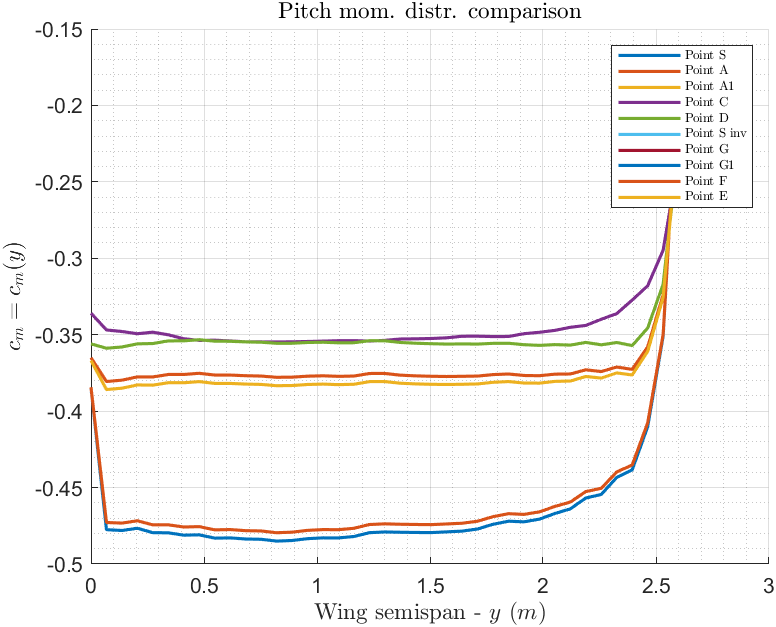 Pitch mom. distr. comparison
-0.15
-0.2
-0.25
-0.3
-0.35
-0.4
-0.45
-0.5
c_m = c_m(y)
Point S
Point A
Point A1
Point C
Point D
Point S inv
Point G
Point G1
Point F
Point E
0 0.5 1 1.5 2 2.5 3
Wing semispan - y (m)